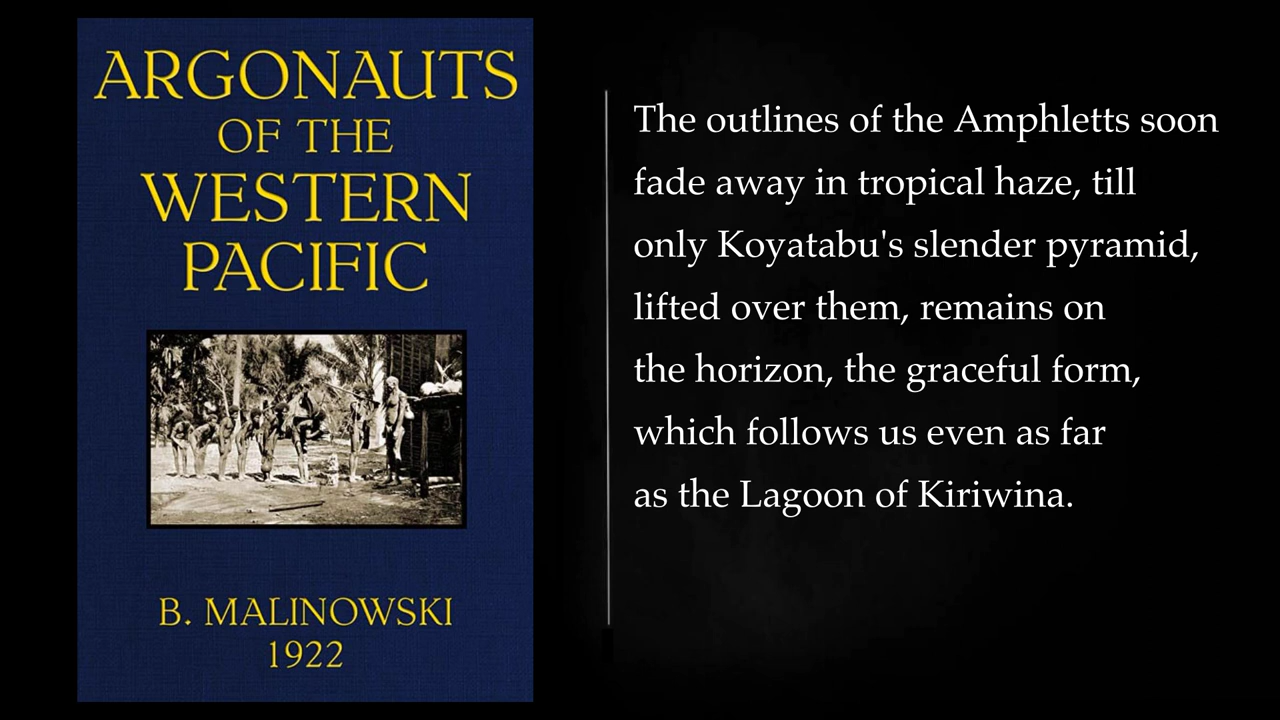 ARGONAUTS
OF THE
WESTERN
PACIFIC
B. MALINOWSKI
1922
The outlines of the Amphletts soon
fade away in tropical haze, till
only Koyatabu's slender pyramid,
lifted over them, remains on
the horizon, the graceful form,
which follows us even as far
as the Lagoon of Kiriwina.